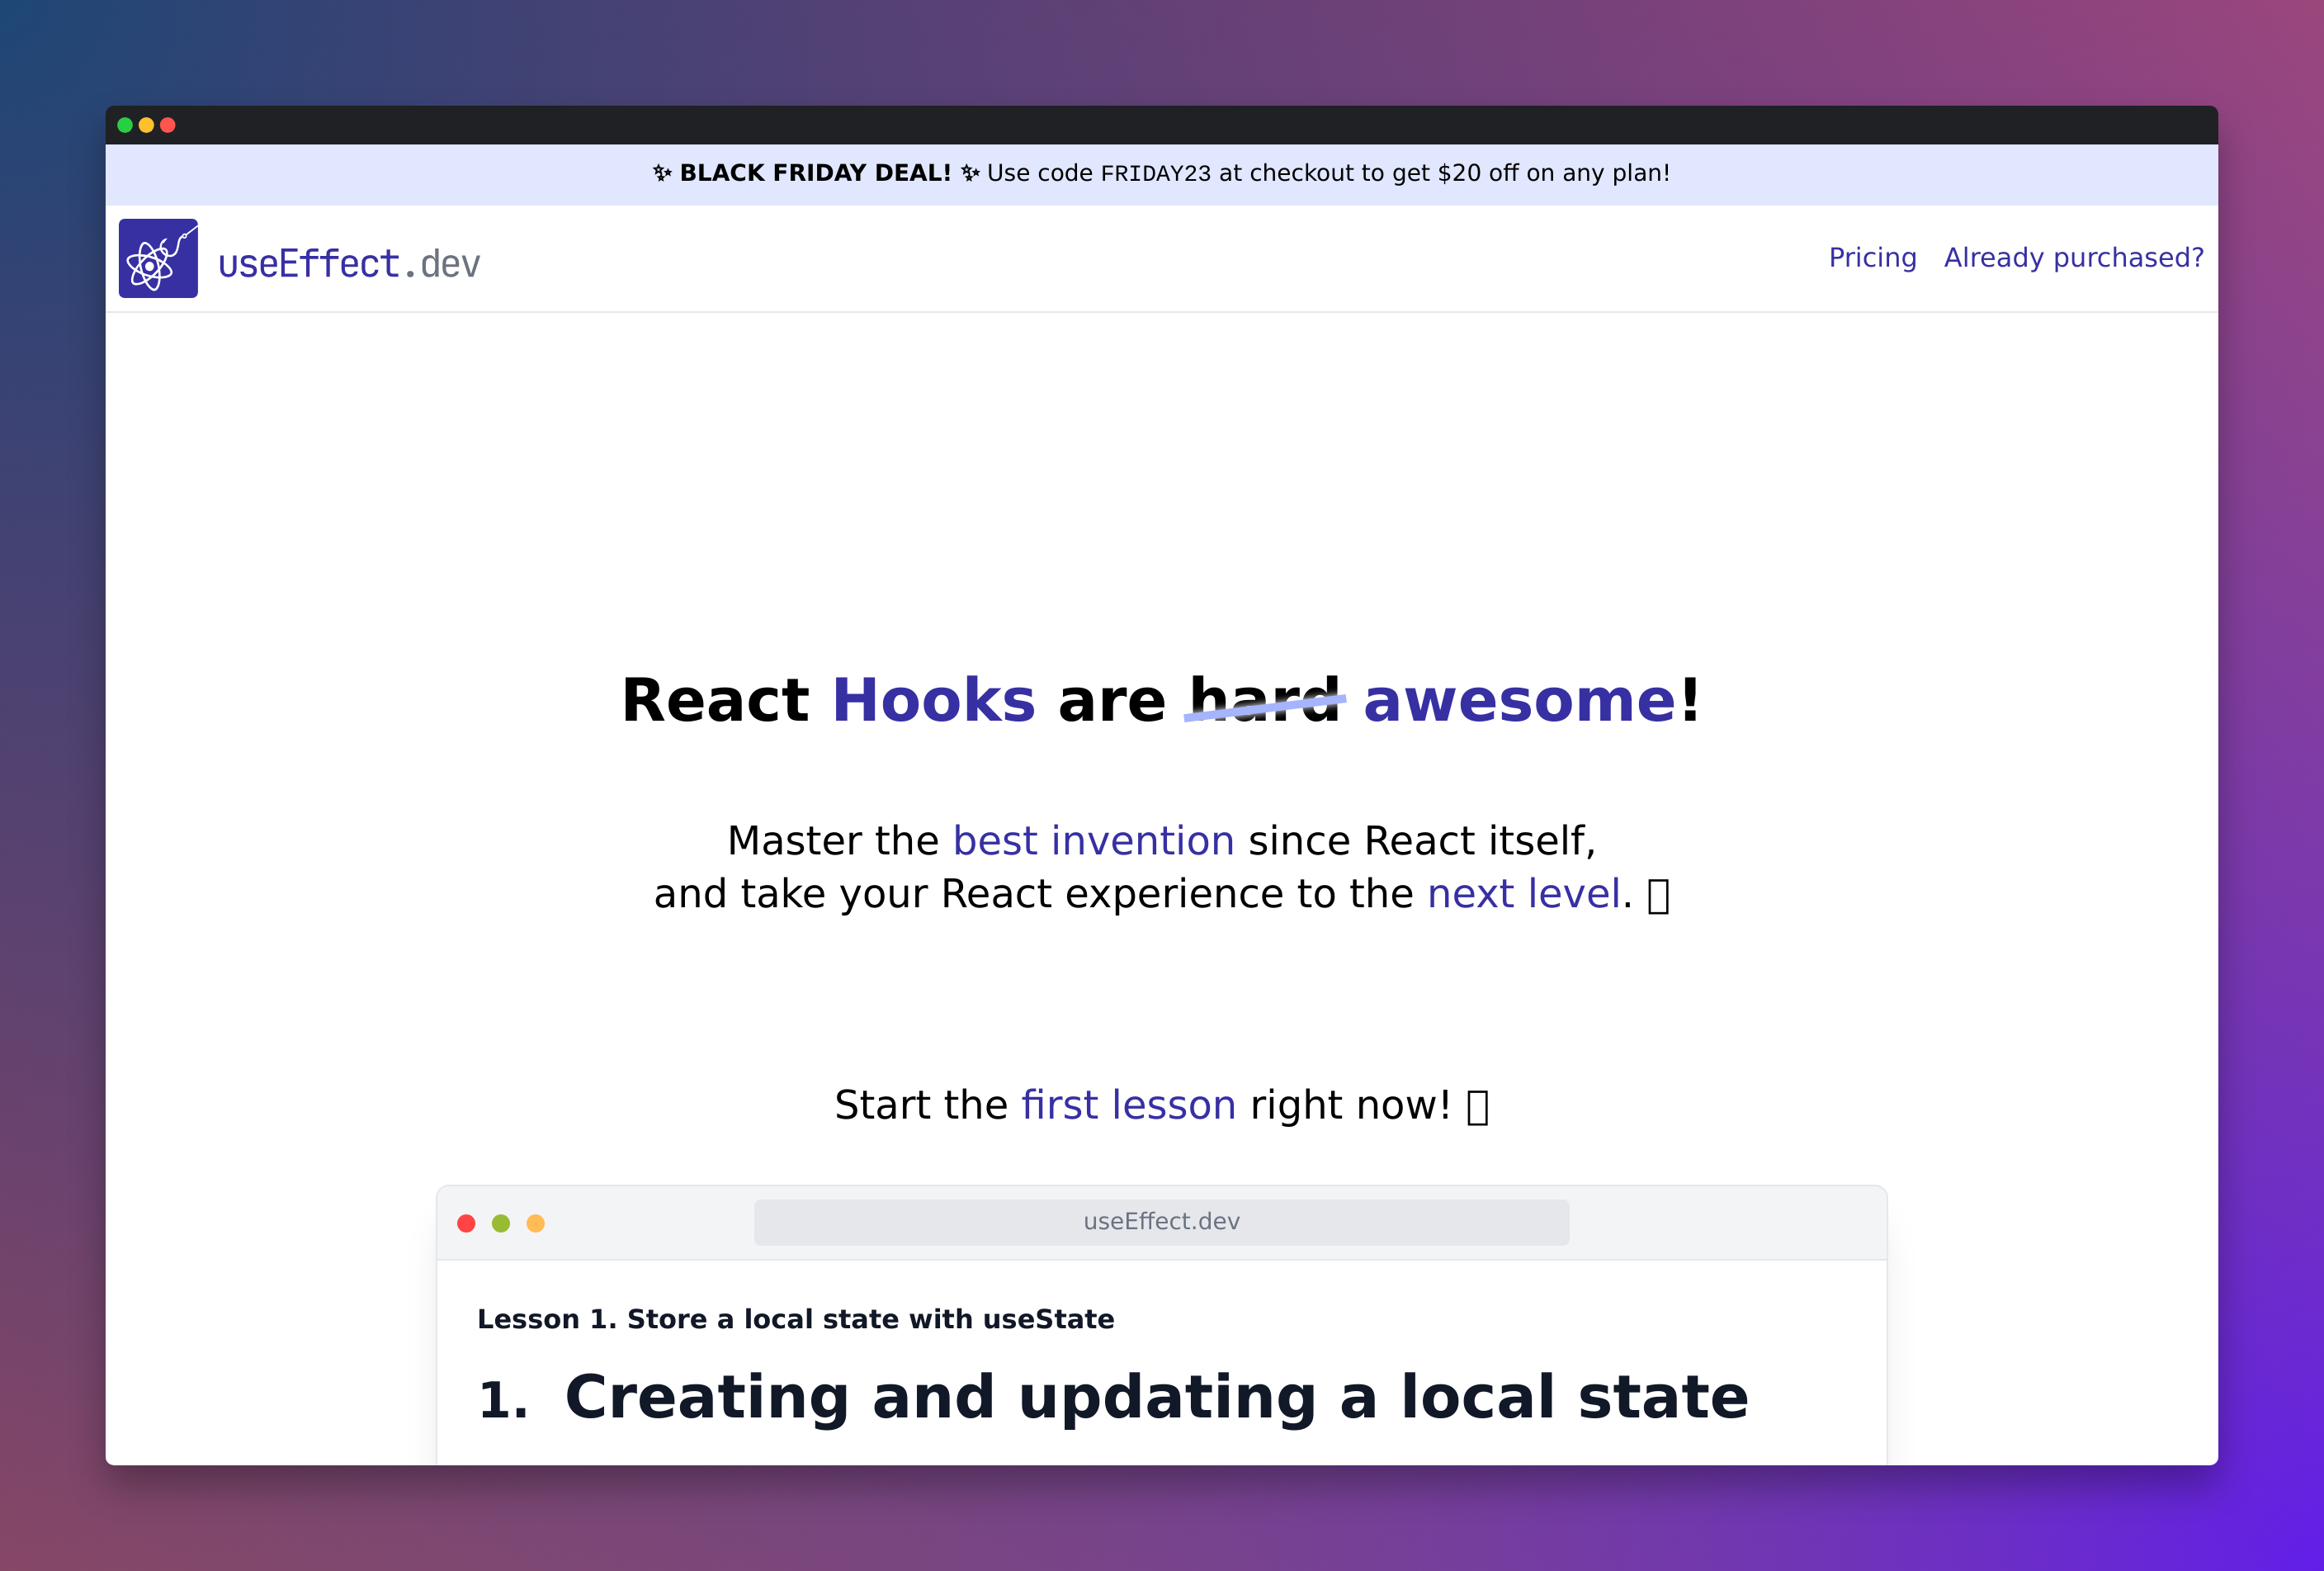 ✨ BLACK FRIDAY DEAL! ✨ Use code FRIDAY23 at checkout to get $20 off on any plan!
useEffect.dev
Pricing Already purchased?
React Hooks are hard awesome!
Master the best invention since React itself,
and take your React experience to the next level.
Start the first lesson right now!
useEffect.dev
Lesson 1. Store a local state with useState
1. Creating and updating a local state